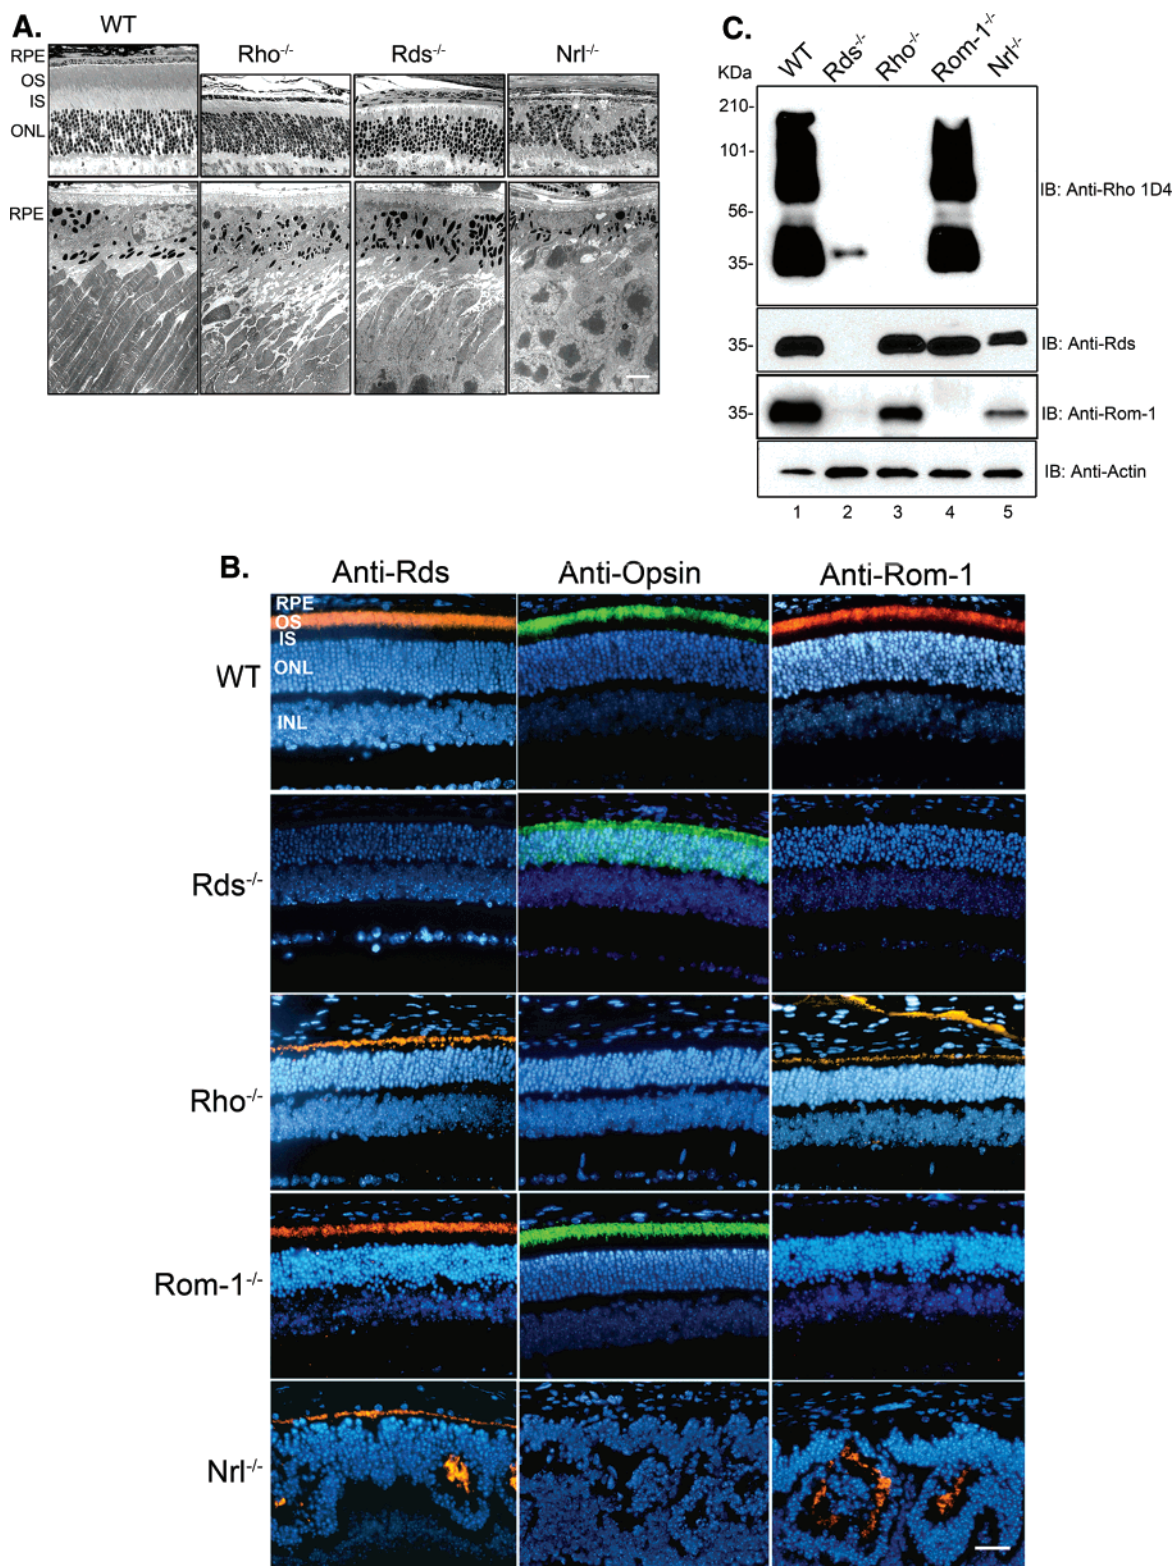 A.
WT
Rho-/-
Rds-/-
Nrl-/-
RPE
OS
IS
ONL
RPE
C.
KDa
WT
Rds-/-
Rho-/-
Rom-1-/-
Nrl-/-
210-
101-
56-
35-
IB: Anti-Rho 1D4
35-
IB: Anti-Rds
35-
IB: Anti-Rom-1
IB: Anti-Actin
1 2 3 4 5
B.
Anti-Rds Anti-Opsin Anti-Rom-1
RPE
OS
IS
ONL
INL
WT
Rds-/-
Rho-/-
Rom-1-/-
Nrl-/-